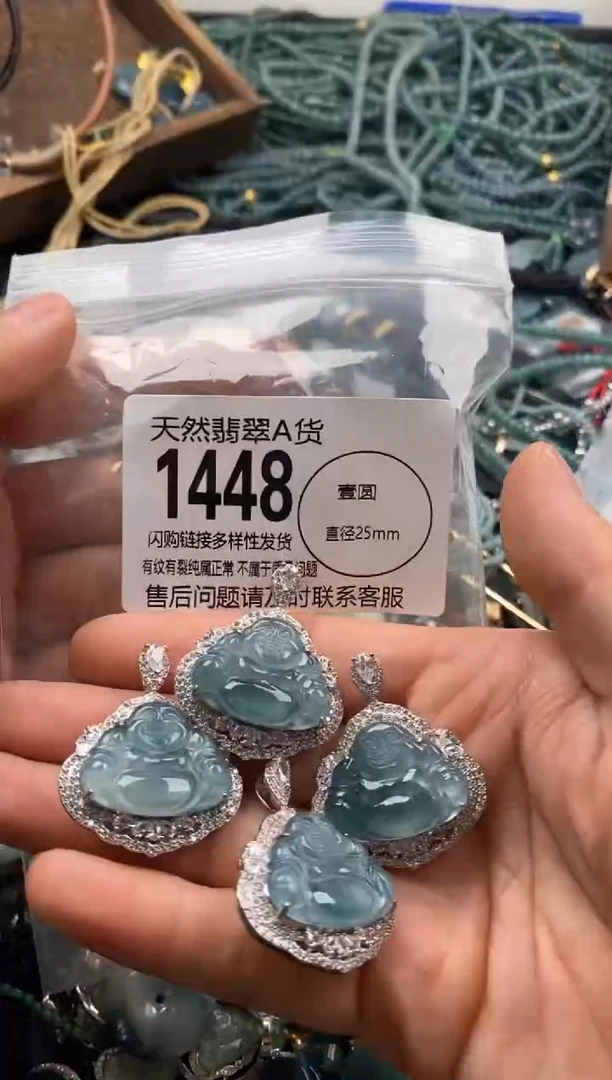 天然翡翠A货
1448
壹圆
直径25mm
闪购链接多样性发货
有纹有裂纯属正常 不属于问题
售后问题请及时联系客服